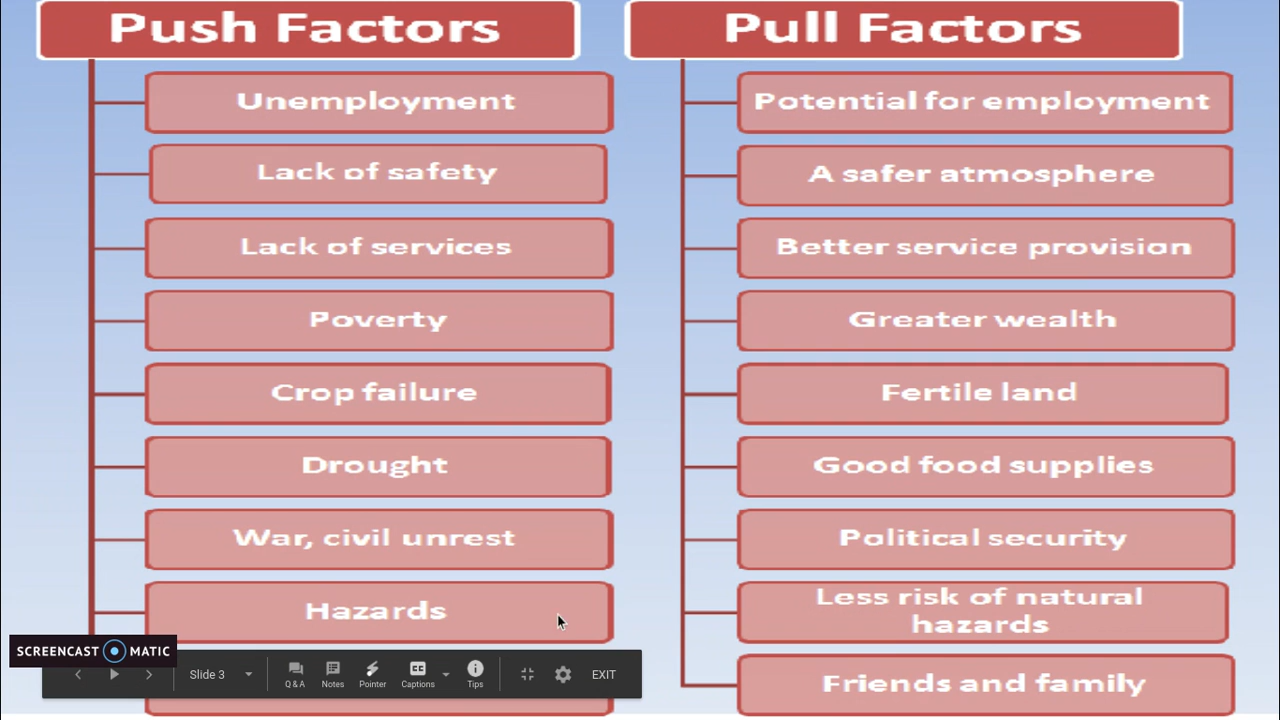 Push Factors
Unemployment
Lack of safety
Lack of services
Poverty
Crop failure
Drought
War, civil unrest
Hazards
Pull Factors
Potential for employment
A safer atmosphere
Better service provision
Greater wealth
Fertile land
Good food supplies
Political security
Less risk of natural
hazards
Friends and family
SCREENCAST MATIC
Slide 3
Q & A
Notes
Pointer
CC
Captions
Tips
EXIT